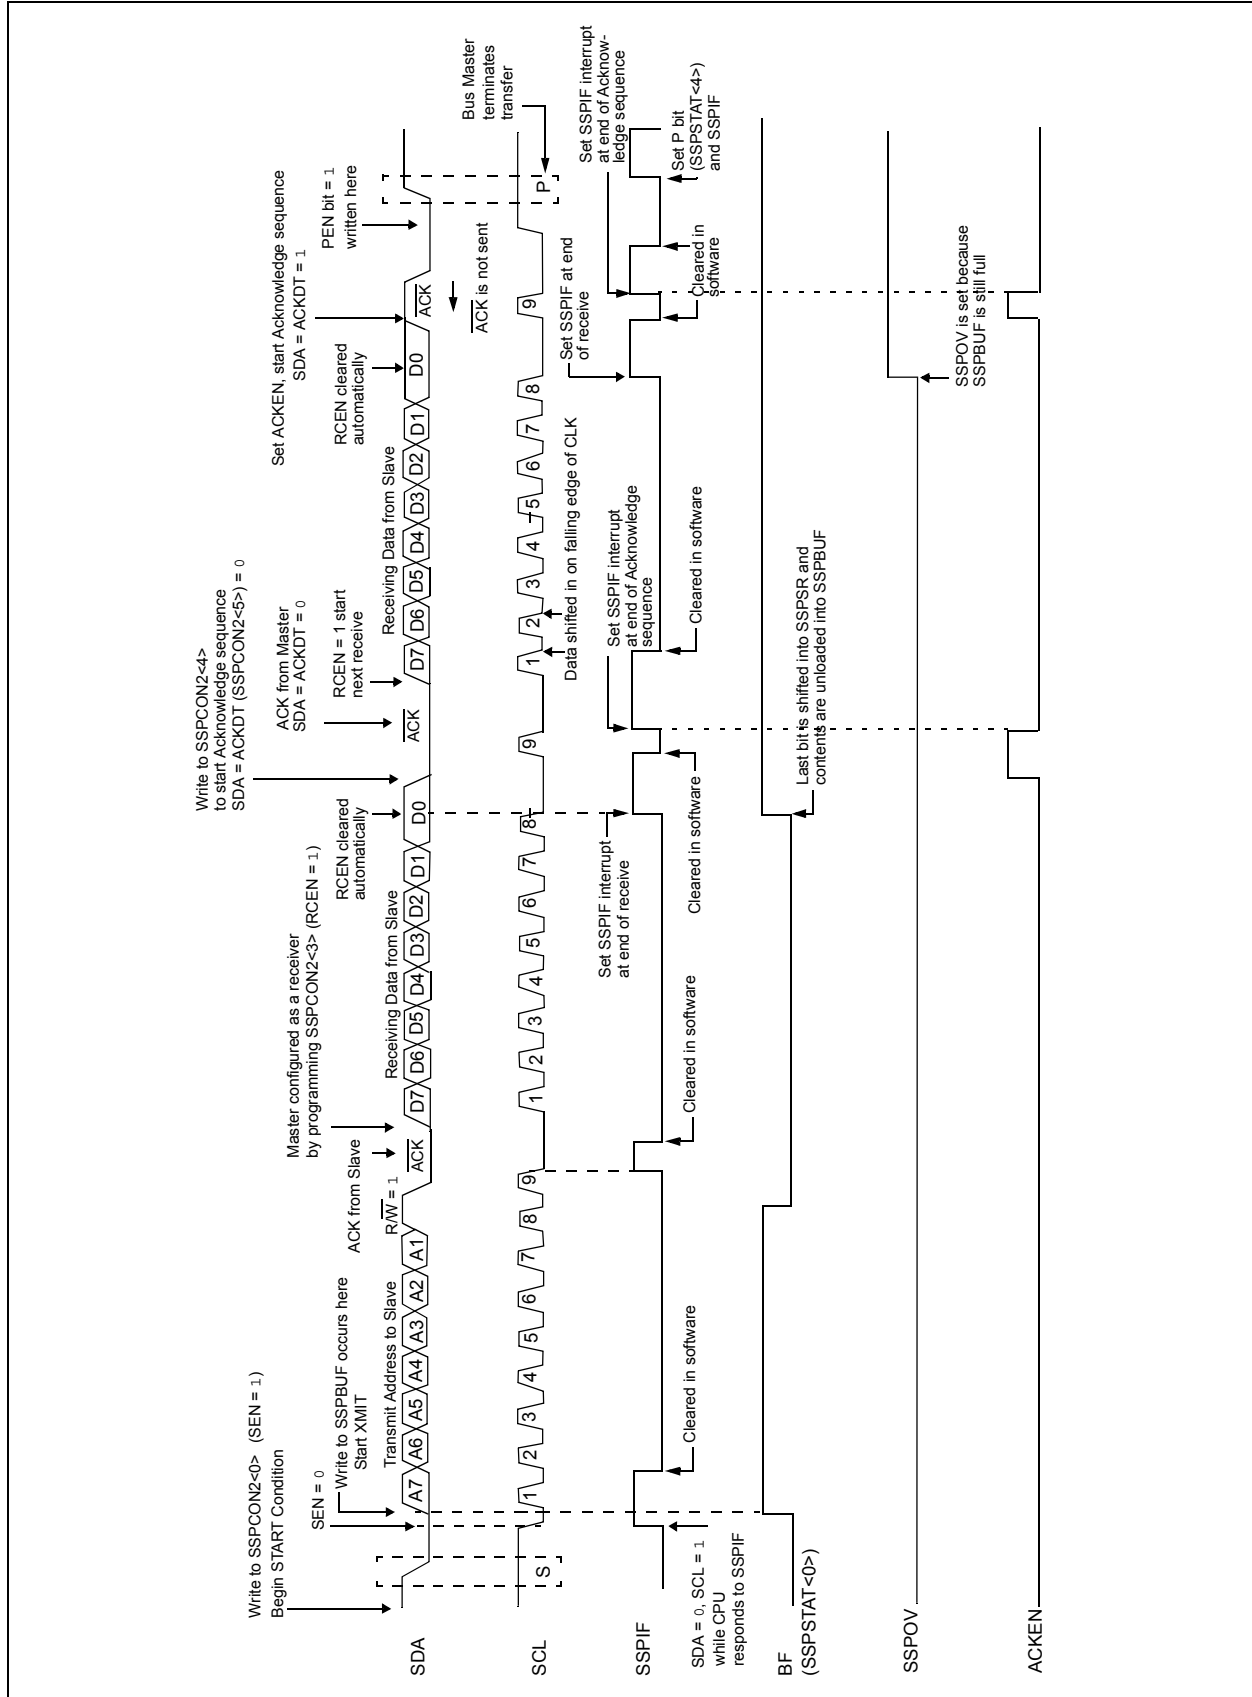 Write to SSPCON2<0> (SEN = 1)
Begin START Condition
SEN = 0
Write to SSPBUF occurs here
Start XMIT
Transmit Address to Slave
ACK from Slave
R/W = 1
Master configured as a receiver
by programming SSPCON2<3> (RCEN = 1)
Receiving Data from Slave
RCEN cleared
automatically
Write to SSPCON2<4>
to start Acknowledge sequence
SDA = ACKDT (SSPCON2<5>) = 0
ACK from Master
SDA = ACKDT = 0
RCEN = 1 start
next receive
Receiving Data from Slave
RCEN cleared
automatically
Set ACKEN, start Acknowledge sequence
SDA = ACKDT = 1
PEN bit = 1
written here
SDA
A7 A6 A5 A4 A3 A2 A1 ACK D7 D6 D5 D4 D3 D2 D1 D0 ACK D7 D6 D5 D4 D3 D2 D1 D0 ACK
ACK is not sent
Bus Master
terminates
transfer
SCL
S 1 2 3 4 5 6 7 8 9 1 2 3 4 5 6 7 8 9 1 2 3 4 5 6 7 8 9 P
Data shifted in on falling edge of CLK
Set SSPIF interrupt
at end of receive
Set SSPIF interrupt
at end of Acknowledge
sequence
Set SSPIF at end
of receive
Set SSPIF interrupt
at end of Acknow-
ledge sequence
SSPIF
SDA = 0, SCL = 1
while CPU
responds to SSPIF
Cleared in software
Cleared in software
Cleared in software
Cleared in software
Cleared in
software
Set P bit
(SSPSTAT<4>)
and SSPIF
BF
(SSPSTAT<0>)
Last bit is shifted into SSPSR and
contents are unloaded into SSPBUF
SSPOV
SSPOV is set because
SSPBUF is still full
ACKEN